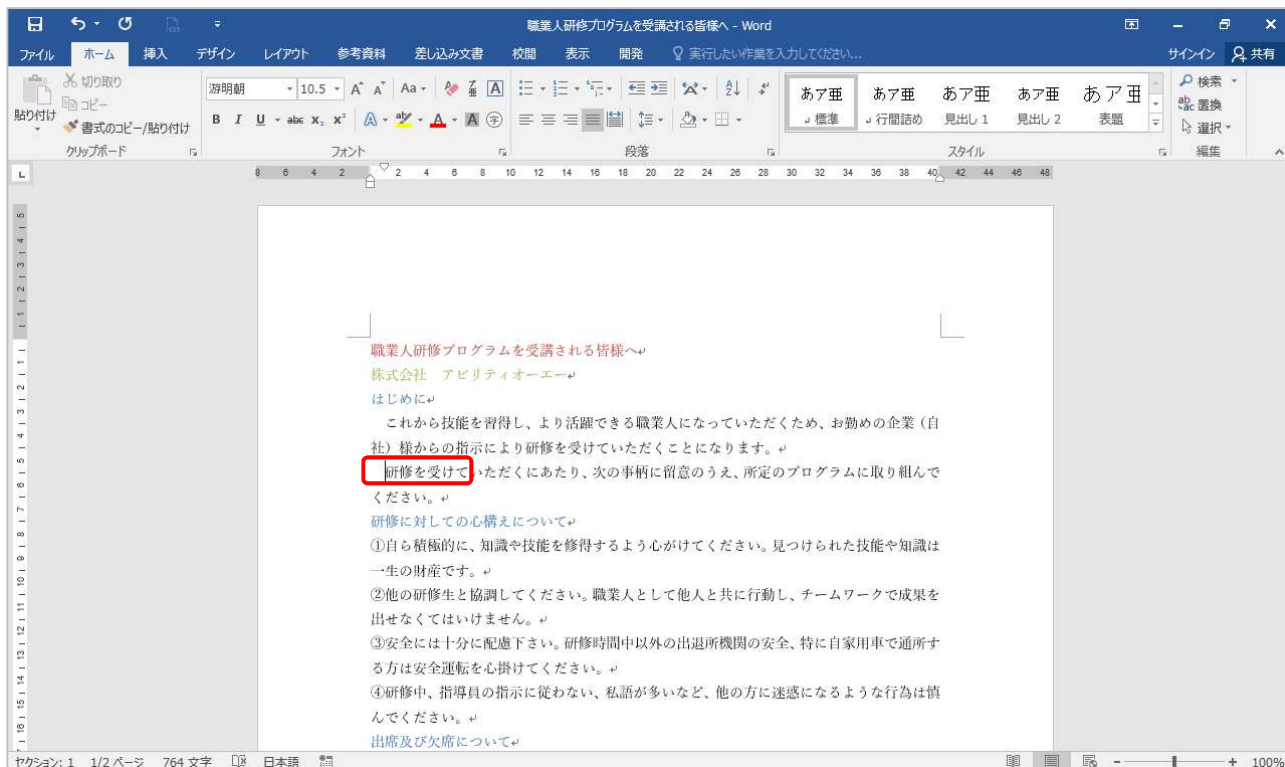 職業人研修プログラムを受講される皆様へ - Word
ファイル ホーム 挿入 デザイン レイアウト 参考資料 差し込み文書 校閲 表示 開発 実行したい作業を入力してください... サインイン 共有
切り取り
コピー
書式のコピー/貼り付け
貼り付け
クリップボード
游明朝 10.5
フォント
段落
あア亜 あア亜 あア亜 あア亜 あア亜
標準 行間詰め 見出し 1 見出し 2 表題
スタイル
検索
置換
選択
編集
8 6 4 2 2 4 6 8 10 12 14 16 18 20 22 24 26 28 30 32 34 36 38 40 42 44 46 48
職業人研修プログラムを受講される皆様へ
株式会社 アビリティオーエー
はじめに
これから技能を習得し、より活躍できる職業人になっていただくため、お勤めの企業（自
社）様からの指示により研修を受けていただくことになります。
研修を受けていただくにあたり、次の事柄に留意のうえ、所定のプログラムに取り組んで
ください。
研修に対しての心構えについて
①自ら積極的に、知識や技能を修得するよう心がけてください。見つけられた技能や知識は
一生の財産です。
②他の研修生と協調してください。職業人として他人と共に行動し、チームワークで成果を
出せなくてはいけません。
③安全には十分に配慮下さい。研修時間中以外の出退所機関の安全、特に自家用車で通所す
る方は安全運転を心掛けてください。
④研修中、指導員の指示に従わない、私語が多いなど、他の方に迷惑になるような行為は慎
んでください。
出席及び欠席について
セクション: 1 1/2 ページ 764 文字 日本語 100%